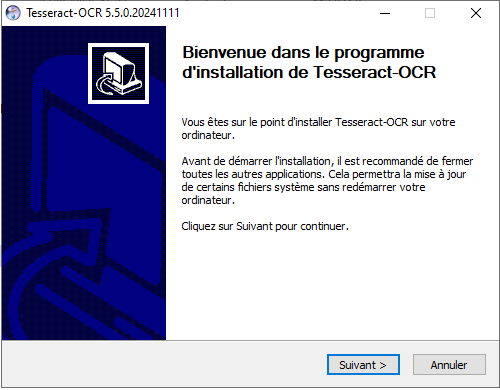 Tesseract-OCR 5.5.0.20241111
Bienvenue dans le programme
d'installation de Tesseract-OCR
Vous êtes sur le point d'installer Tesseract-OCR sur votre
ordinateur.
Avant de démarrer l'installation, il est recommandé de fermer
toutes les autres applications. Cela permettra la mise à jour
de certains fichiers système sans redémarrer votre
ordinateur.
Cliquez sur Suivant pour continuer.
Suivant >
Annuler